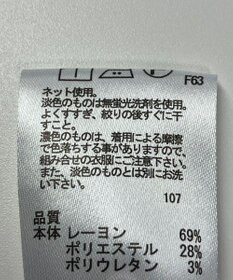 F63
ネット使用。
淡色のものは無蛍光洗剤を使用。
よくすすぎ、絞りの後すぐに干
すこと。
濃色のものは、着用による摩擦
で色落ちする事がありますので、
組み合せの衣服にご注意下さい。
また、淡色のものとは別にお洗
い下さい。
107
品質
本体 レーヨン 69%
ポリエステル 28%
ポリウレタン 3%